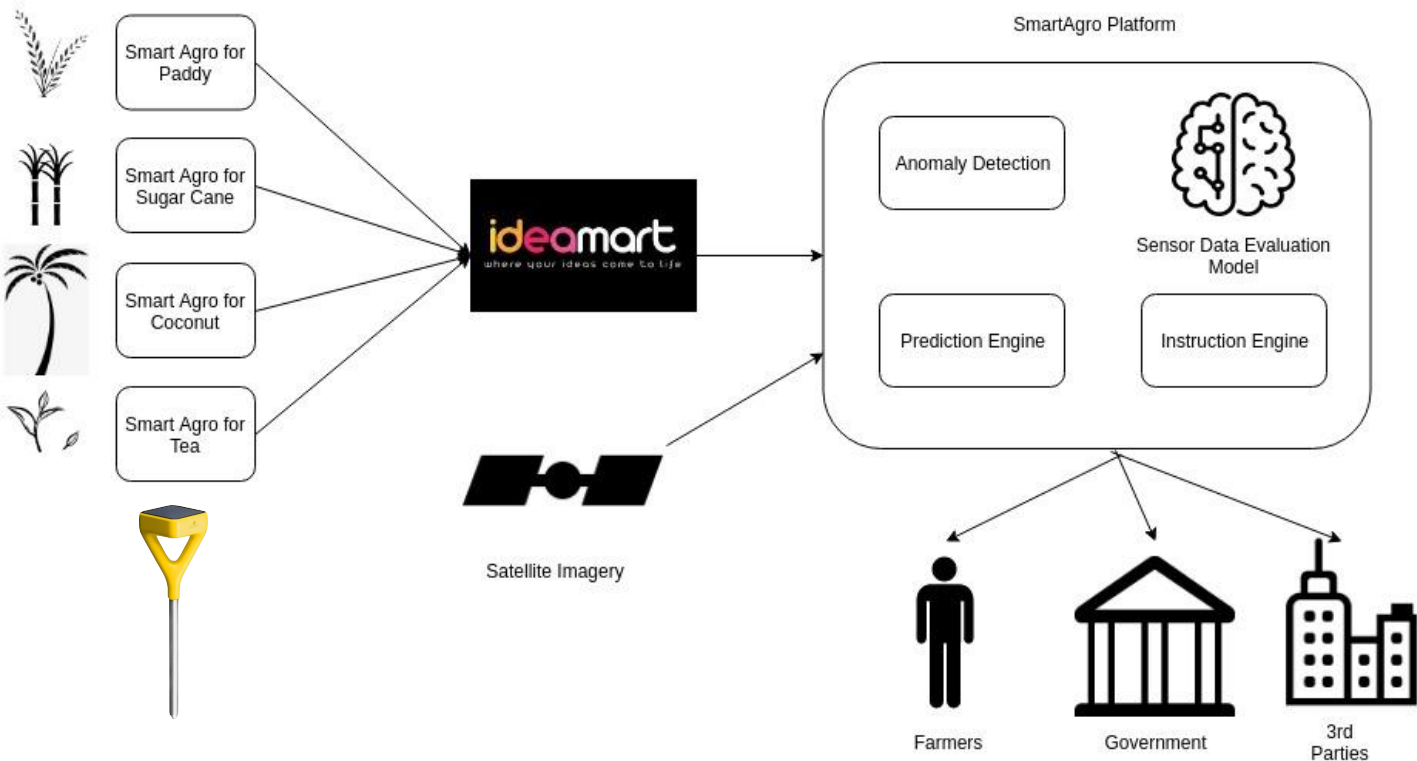 SmartAgro Platform
Smart Agro for
Paddy
Smart Agro for
Sugar Cane
Smart Agro for
Coconut
Smart Agro for
Tea
ideamart
where your ideas come to life
Satellite Imagery
Anomaly Detection
Sensor Data Evaluation
Model
Prediction Engine
Instruction Engine
Farmers
Government
3rd
Parties